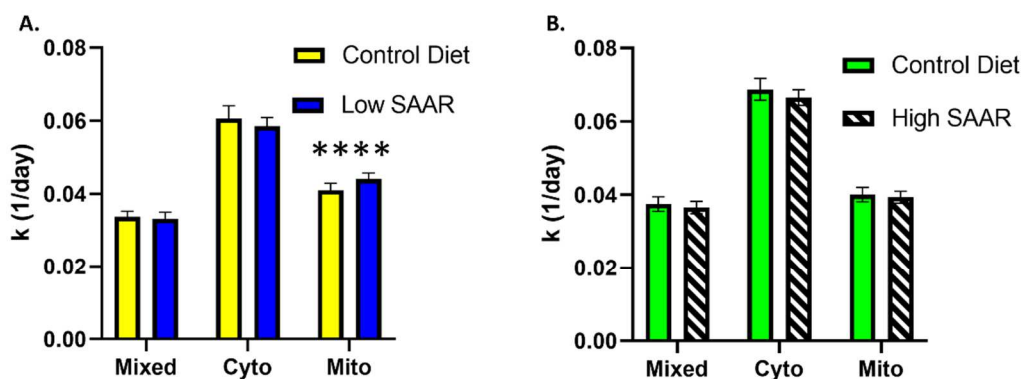 A.
k (1/day)
0.08
0.06
0.04
0.02
0.00
Control Diet
Low SAAR
****
Mixed Cyto Mito
B.
k (1/day)
0.08
0.06
0.04
0.02
0.00
Control Diet
High SAAR
Mixed Cyto Mito